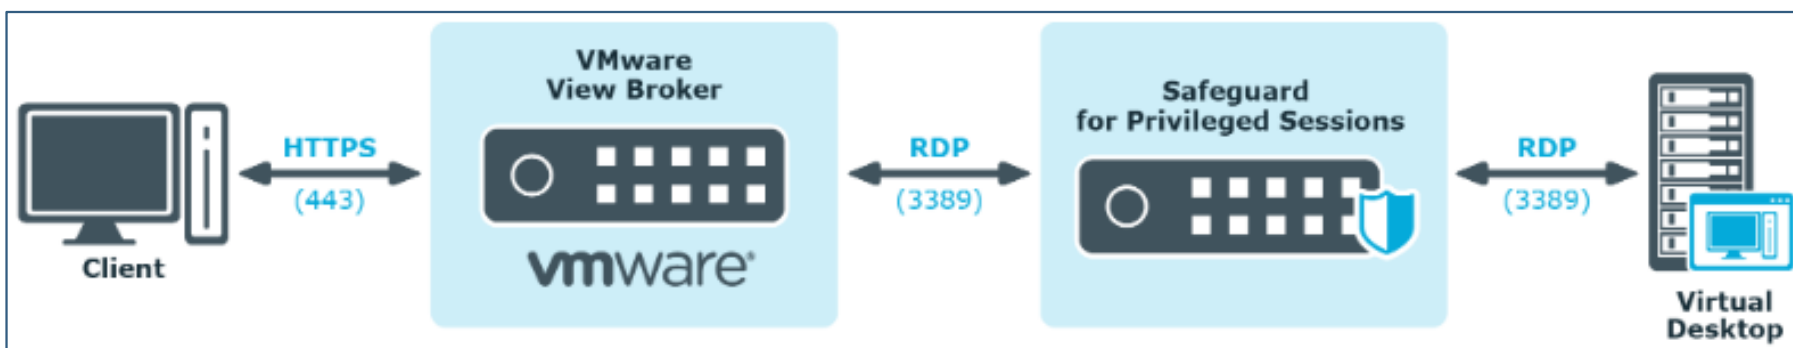 VMware
View Broker
Safeguard
for Privileged Sessions
HTTPS
(443)
RDP
(3389)
RDP
(3389)
vmware®
Client
Virtual
Desktop